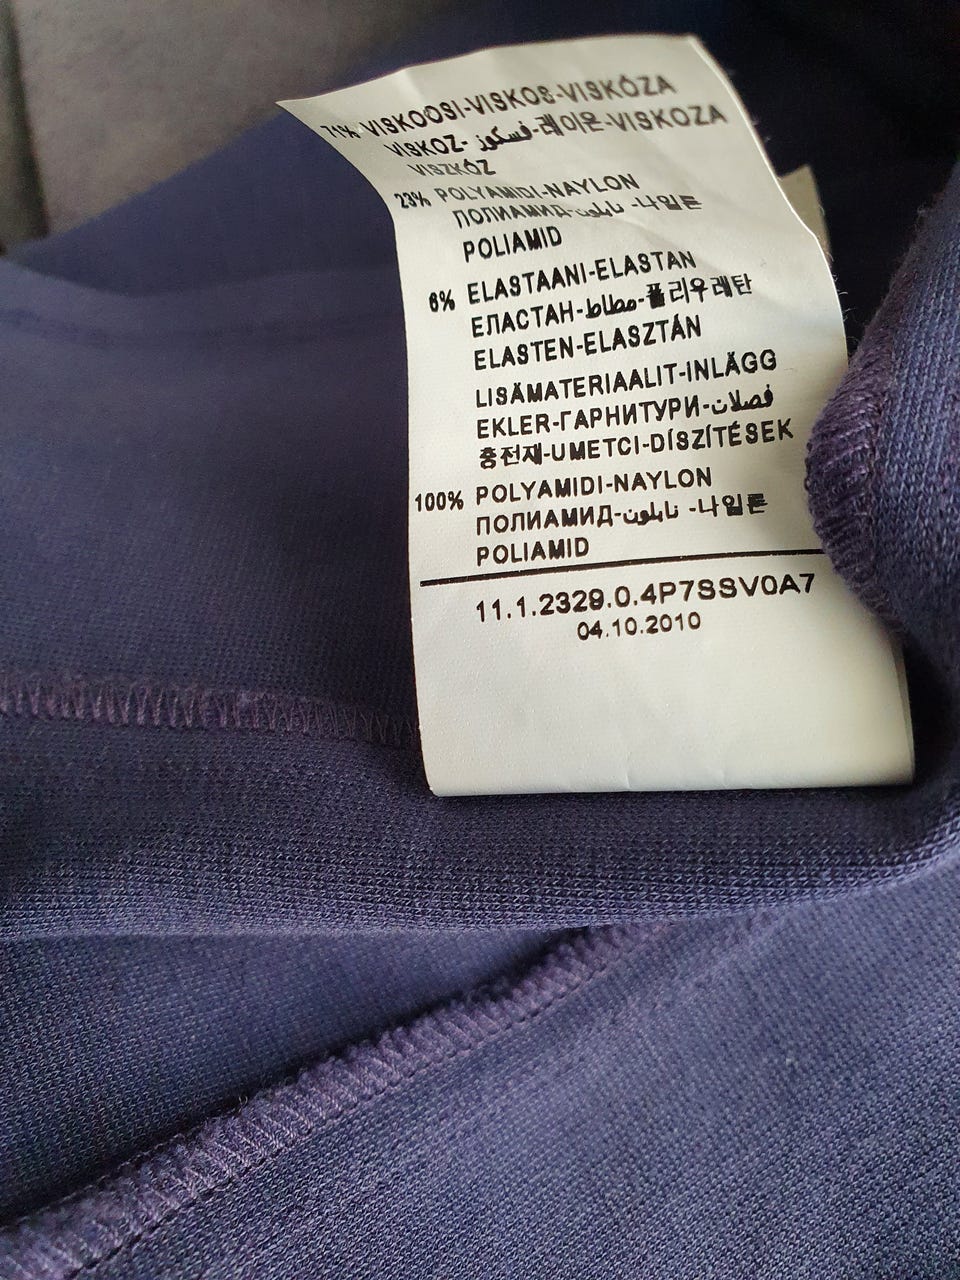 71% VISKOOSI-VISKOS-VISKÓZA
VISKOZ- فسكوز-레이온-VISKOZA
VISZKÓZ
23% POLYAMIDI-NAYLON
ПОЛИАМИД-نايلون -나일론
POLIAMID
6% ELASTAANI-ELASTAN
ЕЛАСТАН-مطاط-폴리우레탄
ELASTEN-ELASZTÁN
LISÄMATERIAALIT-INLÄGG
EKLER-ГАРНИТУРИ-فصلان
충전재-UMETCI-DÍSZÍTÉSEK
100% POLYAMIDI-NAYLON
ПОЛИАМИД-نايلون -나일론
POLIAMID
11.1.2329.0.4P7SSV0A7
04.10.2010